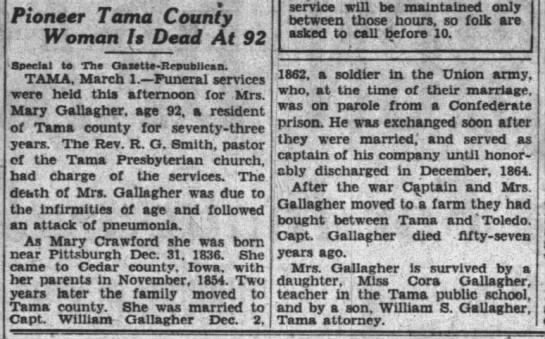 Pioneer Tama County
Woman Is Dead At 92
Special to The Gazette-Republican.
TAMA, March 1.—Funeral services
were held this afternoon for Mrs.
Mary Gallagher, age 92, a resident
of Tama county for seventy-three
years. The Rev. R. G. Smith, pastor
of the Tama Presbyterian church,
had charge of the services. The
death of Mrs. Gallagher was due to
the infirmities of age and followed
an attack of pneumonia.
As Mary Crawford she was born
near Pittsburgh Dec. 31, 1836. She
came to Cedar county, Iowa, with
her parents in November, 1854. Two
years later the family moved to
Tama county. She was married to
Capt. William Gallagher Dec. 2,
service will be maintained only
between those hours, so folk are
asked to call before 10.
1862, a soldier in the Union army,
who, at the time of their marriage,
was on parole from a Confederate
prison. He was exchanged soon after
they were married, and served as
captain of his company until honor-
ably discharged in December, 1864.
After the war Captain and Mrs.
Gallagher moved to a farm they had
bought between Tama and Toledo.
Capt. Gallagher died fifty-seven
years ago.
Mrs. Gallagher is survived by a
daughter, Miss Cora Gallagher,
teacher in the Tama public school,
and by a son, William S. Gallagher,
Tama attorney.